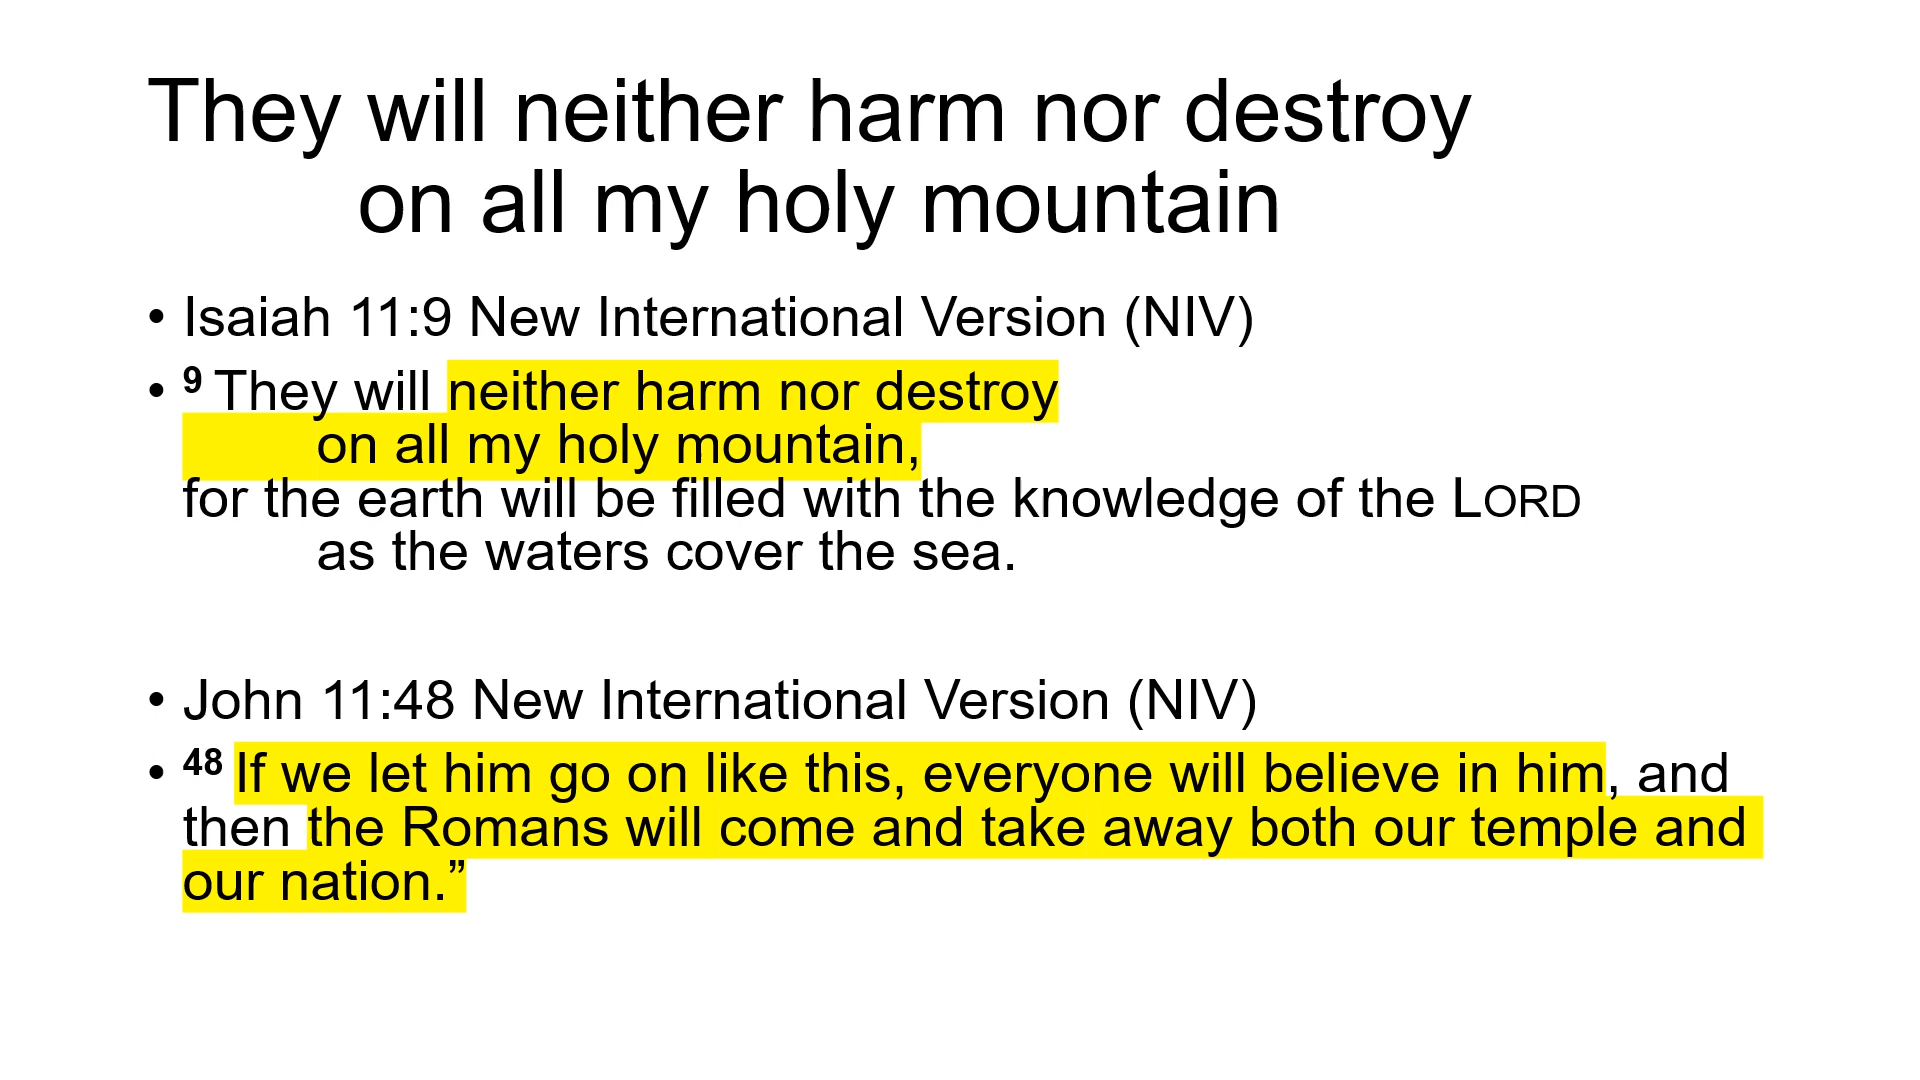 They will neither harm nor destroy
on all my holy mountain
• Isaiah 11:9 New International Version (NIV)
• 9 They will neither harm nor destroy
on all my holy mountain,
for the earth will be filled with the knowledge of the LORD
as the waters cover the sea.
• John 11:48 New International Version (NIV)
• 48 If we let him go on like this, everyone will believe in him, and
then the Romans will come and take away both our temple and
our nation.”